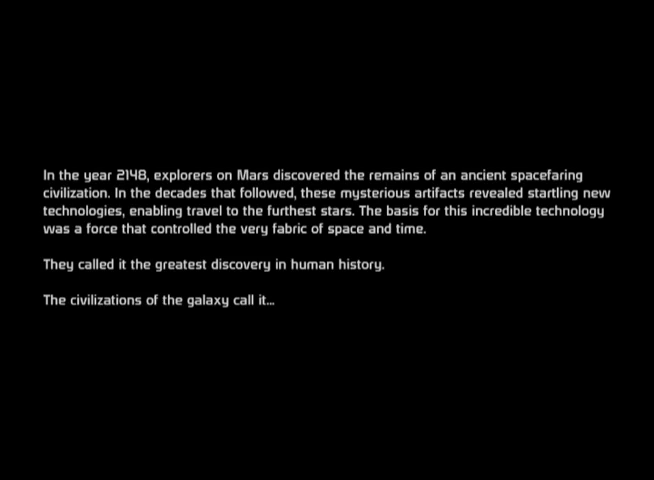 In the year 2148, explorers on Mars discovered the remains of an ancient spacefaring
civilization. In the decades that followed, these mysterious artifacts revealed startling new
technologies, enabling travel to the furthest stars. The basis for this incredible technology
was a force that controlled the very fabric of space and time.
They called it the greatest discovery in human history.
The civilizations of the galaxy call it...